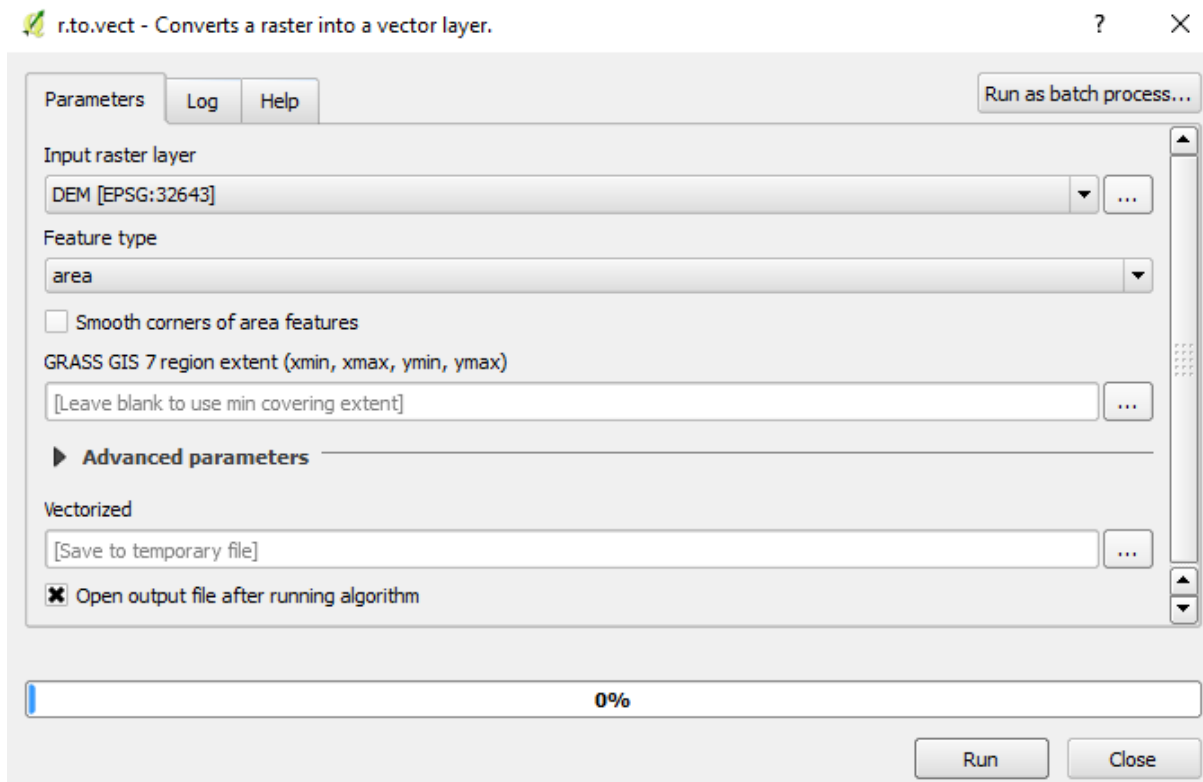 r.to.vect - Converts a raster into a vector layer.
?
Parameters
Log
Help
Run as batch process...
Input raster layer
DEM [EPSG:32643]
...
Feature type
area
Smooth corners of area features
GRASS GIS 7 region extent (xmin, xmax, ymin, ymax)
[Leave blank to use min covering extent]
...
Advanced parameters
Vectorized
[Save to temporary file]
...
Open output file after running algorithm
0%
Run
Close